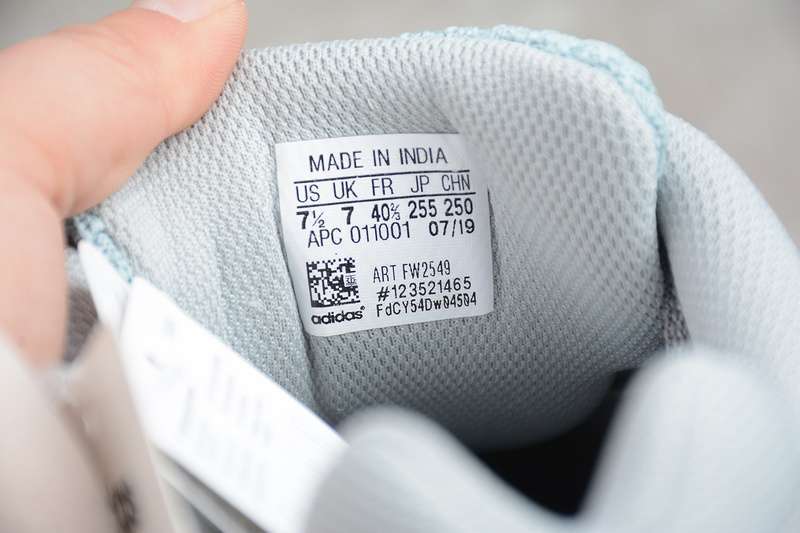 MADE IN INDIA
US UK FR JP CHN
7½ 7 40⅔ 255 250
APC 011001 07/19
ART FW2549
#123521465
FdCY54Dw04504
adidas®